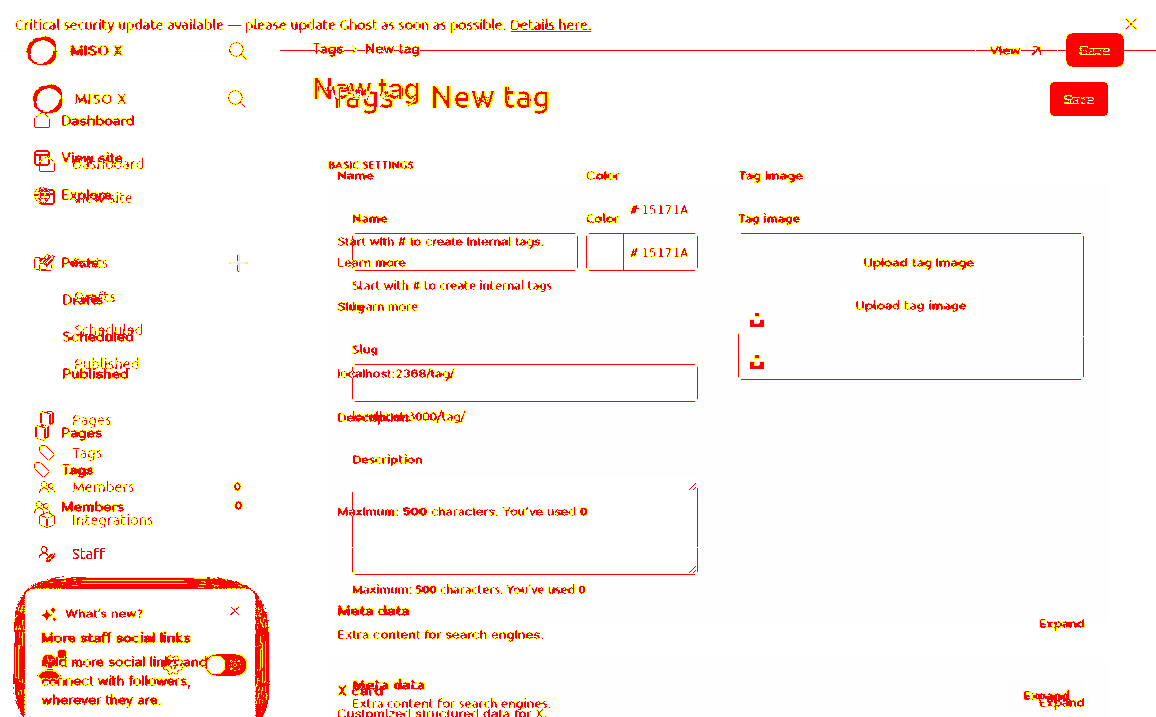 Critical security update available — please update Ghost as soon as possible. Details here.
MISO X
Tags > New tag
View
Save
MISO X
New tag
Tags > New tag
Save
Dashboard
View site
Dashboard
Explore
View site
Posts
Posts
Drafts
Drafts
Scheduled
Scheduled
Published
Published
Pages
Pages
Tags
Tags
Members 0
Members 0
Integrations
Staff
What's new?
More staff social links
Add more social links and
connect with followers,
wherever they are.
BASIC SETTINGS
Name
Color
Tag image
# 15171A
Name
Color
Tag image
Start with # to create internal tags.
# 15171A
Learn more
Upload tag image
Start with # to create internal tags
Slug
Learn more
Upload tag image
Slug
localhost:2368/tag/
Description
localhost:3000/tag/
Description
Maximum: 500 characters. You've used 0
Maximum: 500 characters. You've used 0
Meta data
Extra content for search engines.
Expand
Meta data
X card
Expand
Extra content for search engines.
Expand
Customized structured data for X.